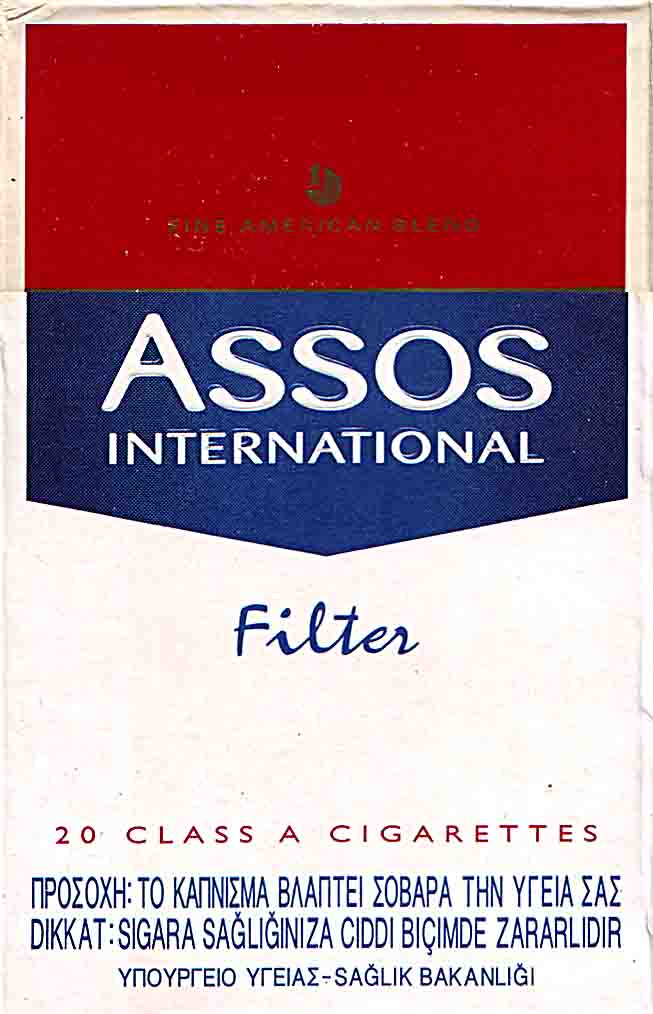 FINE AMERICAN BLEND
ASSOS
INTERNATIONAL
Filter
20 CLASS A CIGARETTES
ΠΡΟΣΟΧΗ: ΤΟ ΚΑΠΝΙΣΜΑ ΒΛΑΠΤΕΙ ΣΟΒΑΡΑ ΤΗΝ ΥΓΕΙΑ ΣΑΣ
DIKKAT: SIGARA SAĞLIĞINIZA CIDDI BIÇIMDE ZARARLIDIR
ΥΠΟΥΡΓΕΙΟ ΥΓΕΙΑΣ-SAĞLIK BAKANLIĞI